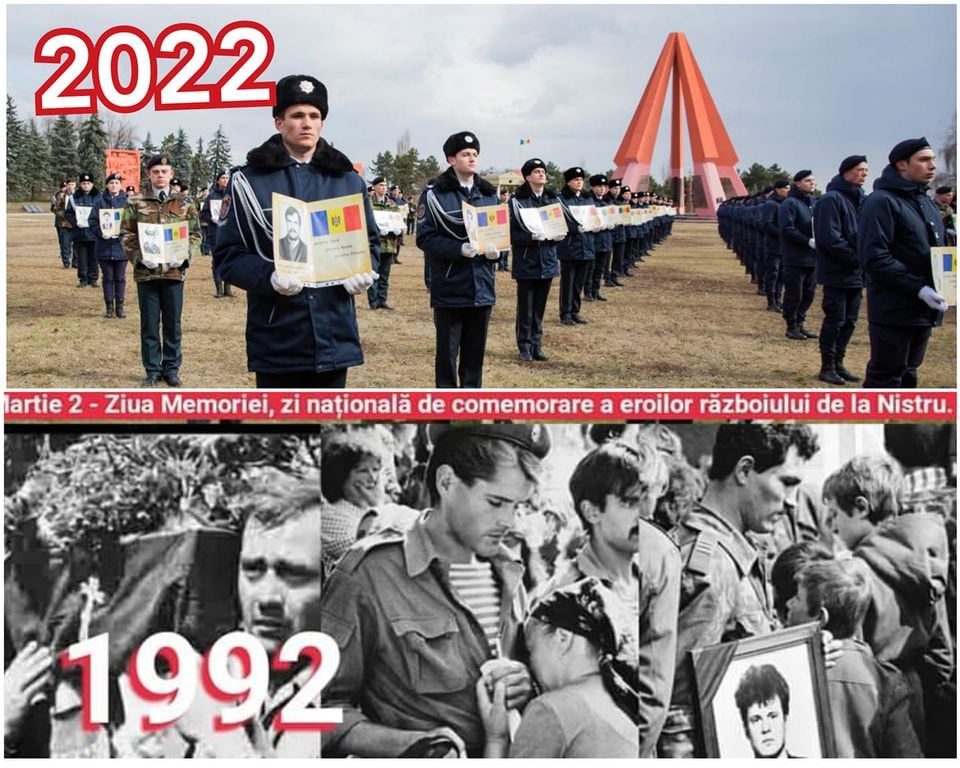 2022
artie 2 - Ziua Memoriei, zi națională de comemorare a eroilor războiului de la Nistru.
1992